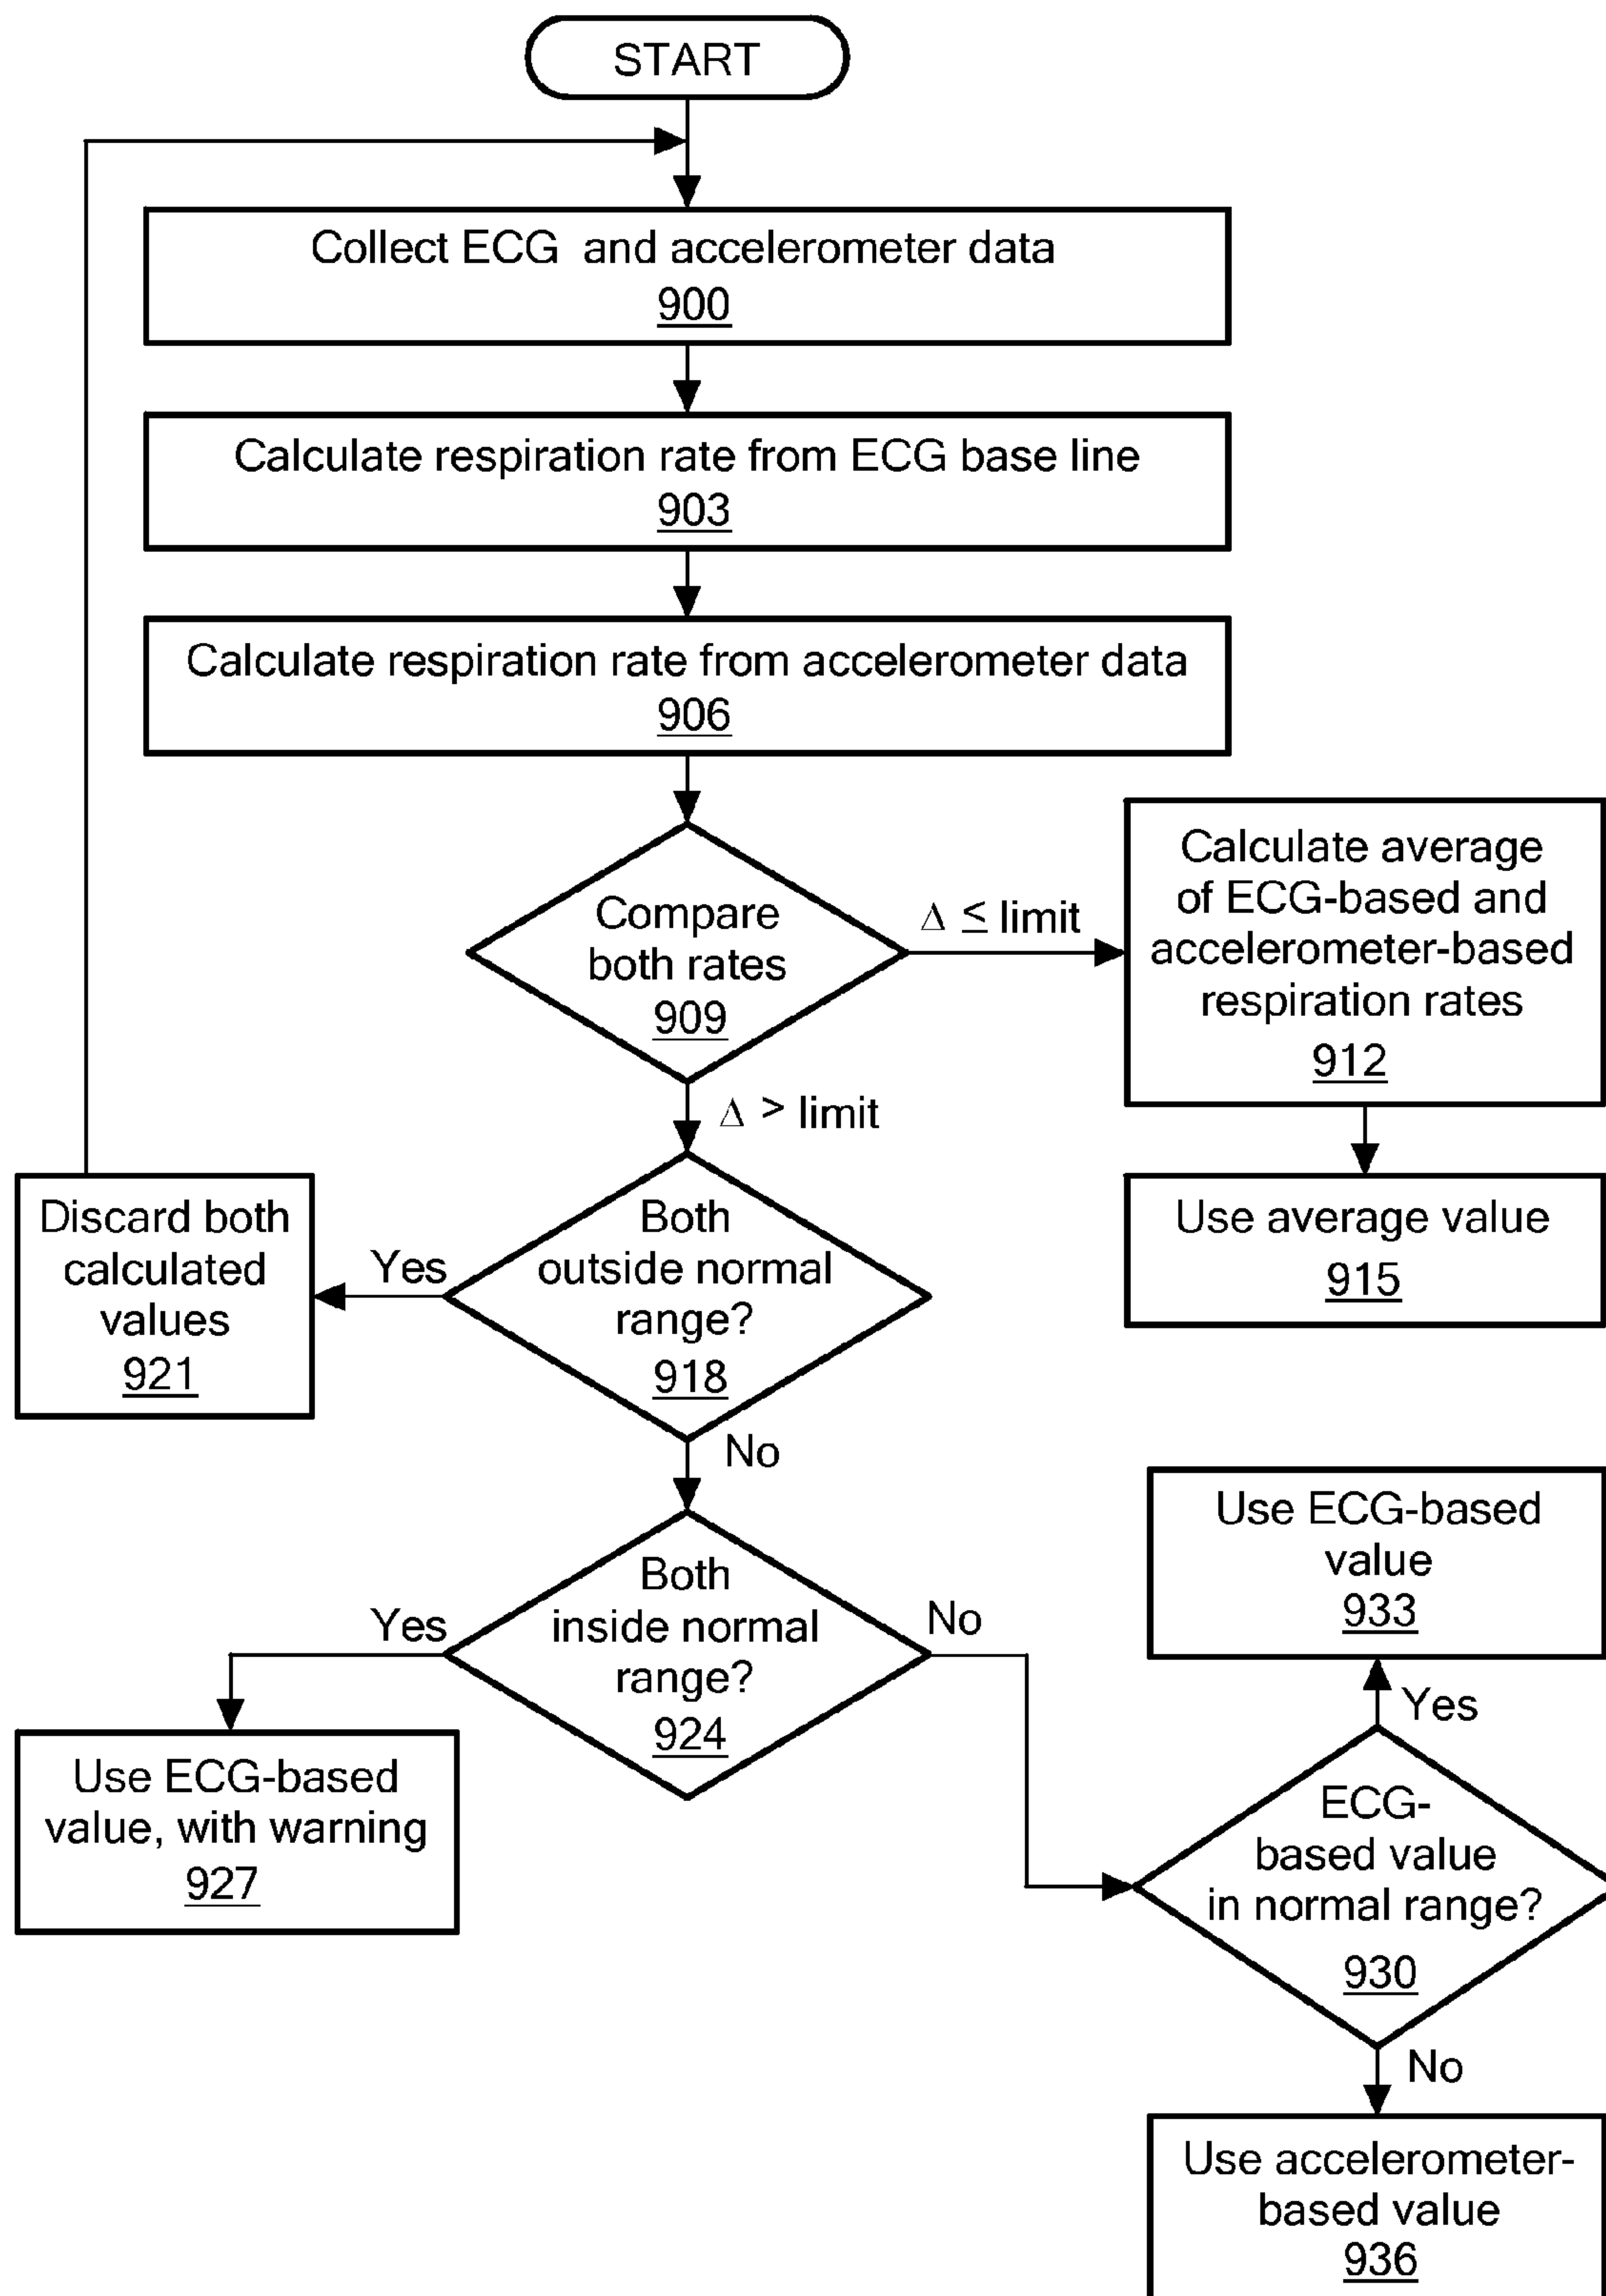 START
Collect ECG and accelerometer data
900
Calculate respiration rate from ECG base line
903
Calculate respiration rate from accelerometer data
906
Compare
both rates
909
Δ ≤ limit
Calculate average
of ECG-based and
accelerometer-based
respiration rates
912
Δ > limit
Use average value
915
Both
outside normal
range?
918
Yes
Discard both
calculated
values
921
No
Both
inside normal
range?
924
Yes
No
Use ECG-based
value, with warning
927
Use ECG-based
value
933
Yes
ECG-
based value
in normal range?
930
No
Use accelerometer-
based value
936